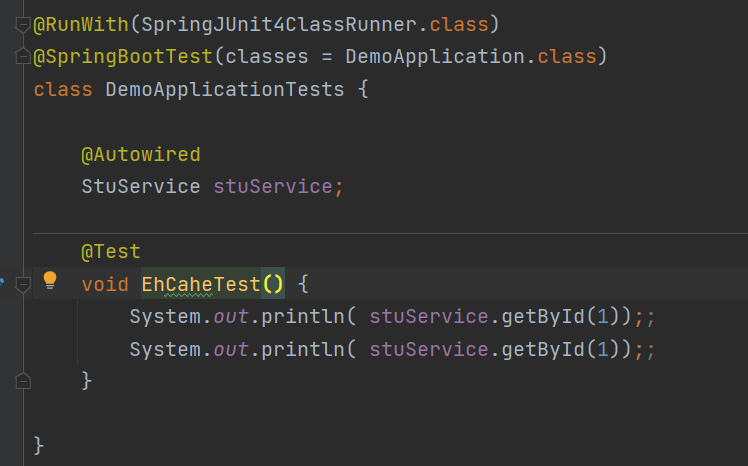 @RunWith(SpringJUnit4ClassRunner.class)
@SpringBootTest(classes = DemoApplication.class)
class DemoApplicationTests {
@Autowired
StuService stuService;
@Test
void EhCaheTest() {
System.out.println( stuService.getById(1));;
System.out.println( stuService.getById(1));;
}
}